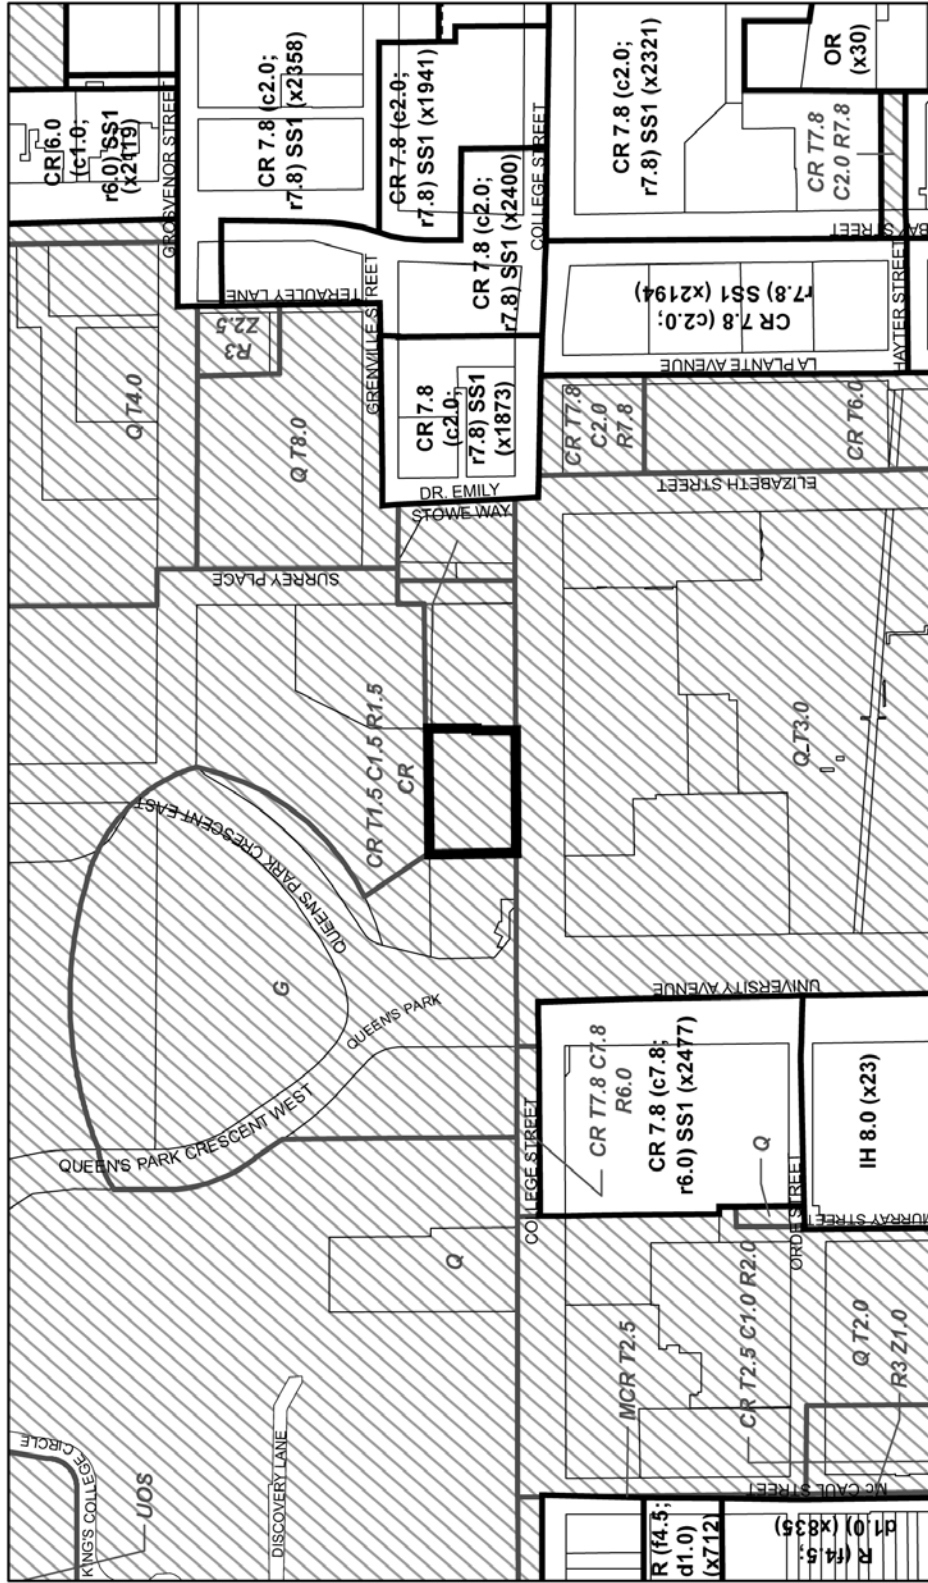 CR 6.0
(c1.0;
r6.0) SS1
(x2119)
GROSVENOR STREET
CR 7.8 (c2.0;
r7.8) SS1 (x2358)
CR 7.8 (c2.0;
r7.8) SS1 (x1941)
CR 7.8 (c2.0;
r7.8) SS1 (x2400)
COLLEGE STREET
CR 7.8 (c2.0;
r7.8) SS1 (x2321)
OR
(x30)
CR T7.8
C2.0 R7.8
BAY STREET
Q T4.0
TERAULEY LANE
R3
Z2.5
GRENVILLE STREET
Q T8.0
CR 7.8
(c2.0;
r7.8) SS1
(x1873)
CR 7.8 (c2.0;
r7.8) SS1 (x2194)
LA PLANTE AVENUE
HAYTER STREET
CR T7.8
C2.0
R7.8
CR T6.0
ELIZABETH STREET
DR. EMILY
STOWE WAY
SURREY PLACE
CR T1.5 C1.5 R1.5
CR
Q T3.0
QUEEN'S PARK CRESCENT EAST
G
QUEEN'S PARK
QUEEN'S PARK CRESCENT WEST
UNIVERSITY AVENUE
COLLEGE STREET
CR T7.8 C7.8
R6.0
CR 7.8 (c7.8;
r6.0) SS1 (x2477)
Q
ORDE STREET
IH 8.0 (x23)
MURRAY STREET
Q
MCR T2.5
CR T2.5 C1.0 R2.0
Q T2.0
R3 Z1.0
KING'S COLLEGE CIRCLE
UOS
DISCOVERY LANE
Mc CAUL STREET
R (f4.5;
d1.0)
(x712)
R (f4.5;
d1.0) (x835)